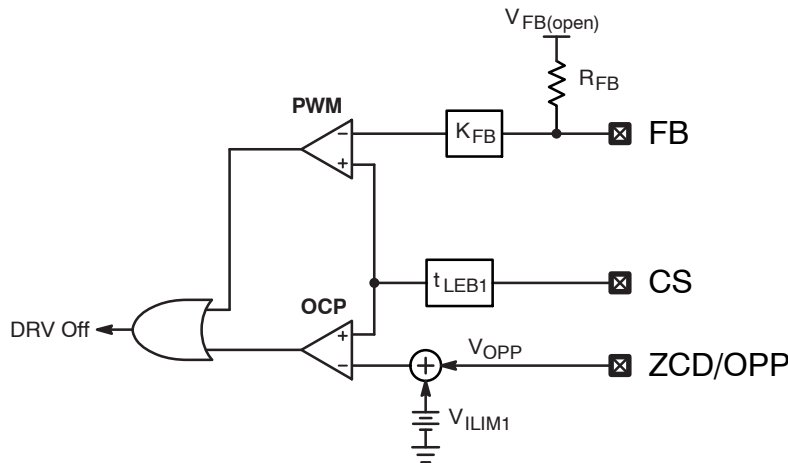 VFB(open)
RFB
PWM
−
+
KFB
FB
tLEB1
CS
OCP
+
−
DRV Off
+
VOPP
ZCD/OPP
VILIM1